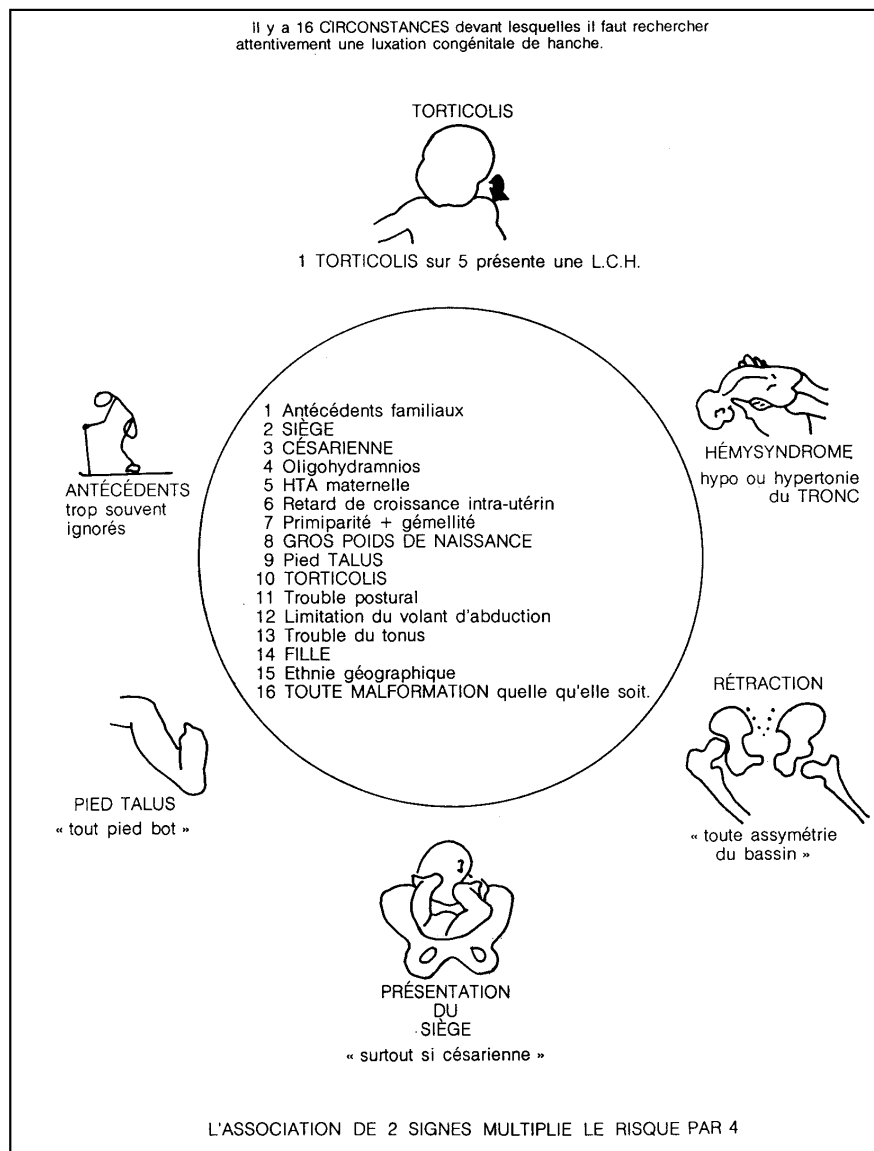 il y a 16 CIRCONSTANCES devant lesquelles il faut rechercher
attentivement une luxation congénitale de hanche.
TORTICOLIS
1 TORTICOLIS sur 5 présente une L.C.H.
ANTÉCÉDENTS
trop souvent
ignorés
1 Antécédents familiaux
2 SIÈGE
3 CÉSARIENNE
4 Oligohydramnios
5 HTA maternelle
6 Retard de croissance intra-utérin
7 Primiparité + gémellité
8 GROS POIDS DE NAISSANCE
9 Pied TALUS
10 TORTICOLIS
11 Trouble postural
12 Limitation du volant d'abduction
13 Trouble du tonus
14 FILLE
15 Ethnie géographique
16 TOUTE MALFORMATION quelle qu'elle soit.
HÉMYSYNDROME
hypo ou hypertonie
du TRONC
PIED TALUS
« tout pied bot »
RÉTRACTION
« toute assymétrie
du bassin »
PRÉSENTATION
DU
SIÈGE
« surtout si césarienne »
L'ASSOCIATION DE 2 SIGNES MULTIPLIE LE RISQUE PAR 4